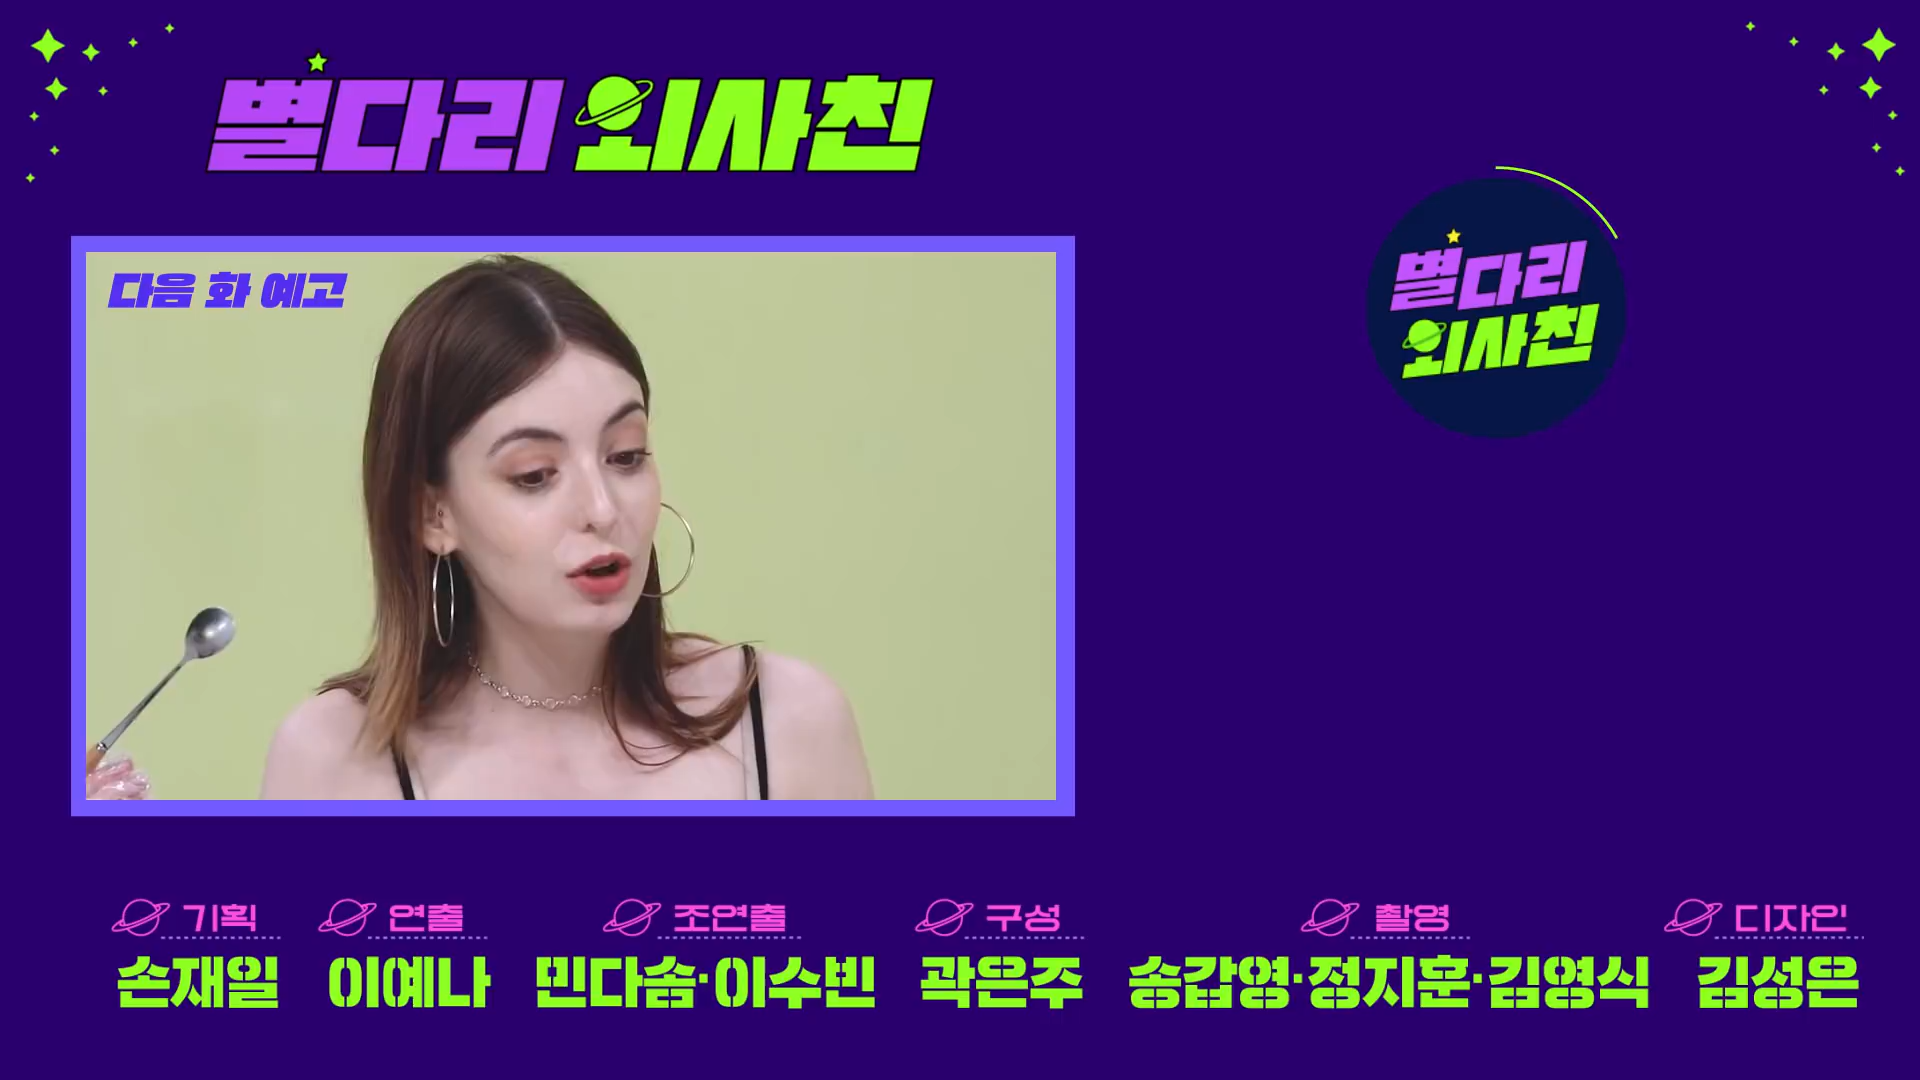 별다리 외사친
다음 화 예고
별다리
외사친
기획 연출 조연출 구성 촬영 디자인
손재일 이예나 민다솜·이수빈 곽은주 송갑영·정지훈·김영식 김성은